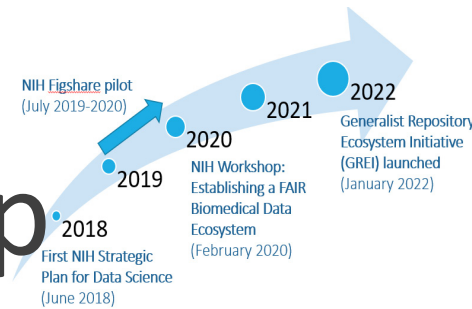 NIH Figshare pilot
(July 2019-2020)
2022
2021
Generalist Repository
Ecosystem Initiative
(GREI) launched
(January 2022)
2020
NIH Workshop:
Establishing a FAIR
Biomedical Data
Ecosystem
(February 2020)
2019
p
2018
First NIH Strategic
Plan for Data Science
(June 2018)